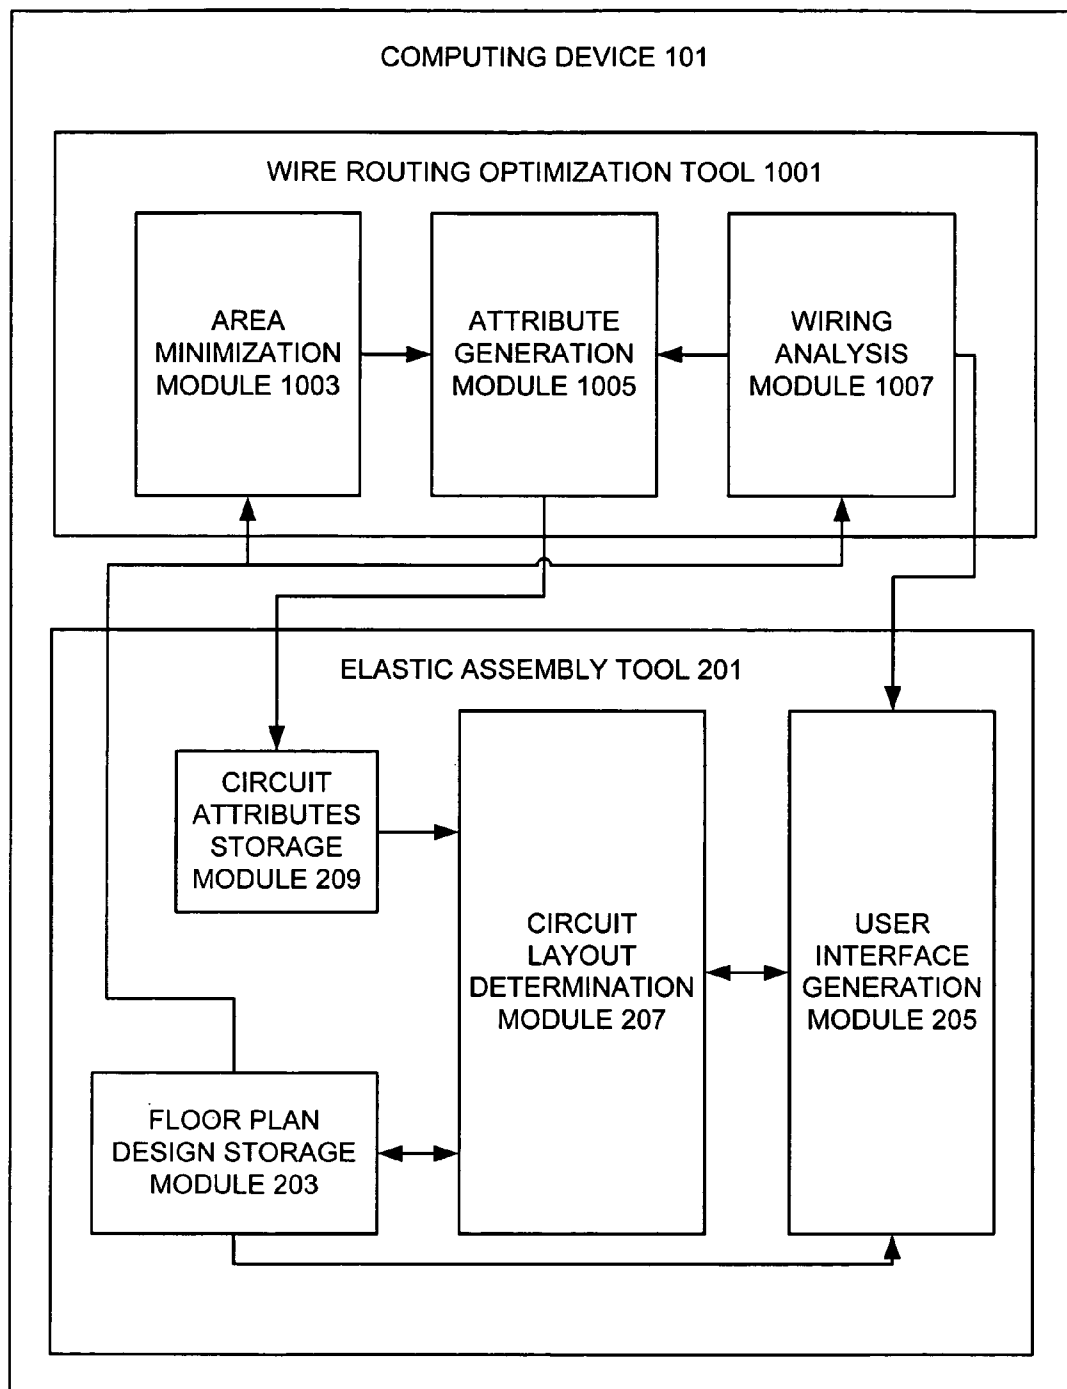 COMPUTING DEVICE 101
WIRE ROUTING OPTIMIZATION TOOL 1001
AREA
MINIMIZATION
MODULE 1003
ATTRIBUTE
GENERATION
MODULE 1005
WIRING
ANALYSIS
MODULE 1007
ELASTIC ASSEMBLY TOOL 201
CIRCUIT
ATTRIBUTES
STORAGE
MODULE 209
CIRCUIT
LAYOUT
DETERMINATION
MODULE 207
USER
INTERFACE
GENERATION
MODULE 205
FLOOR PLAN
DESIGN STORAGE
MODULE 203